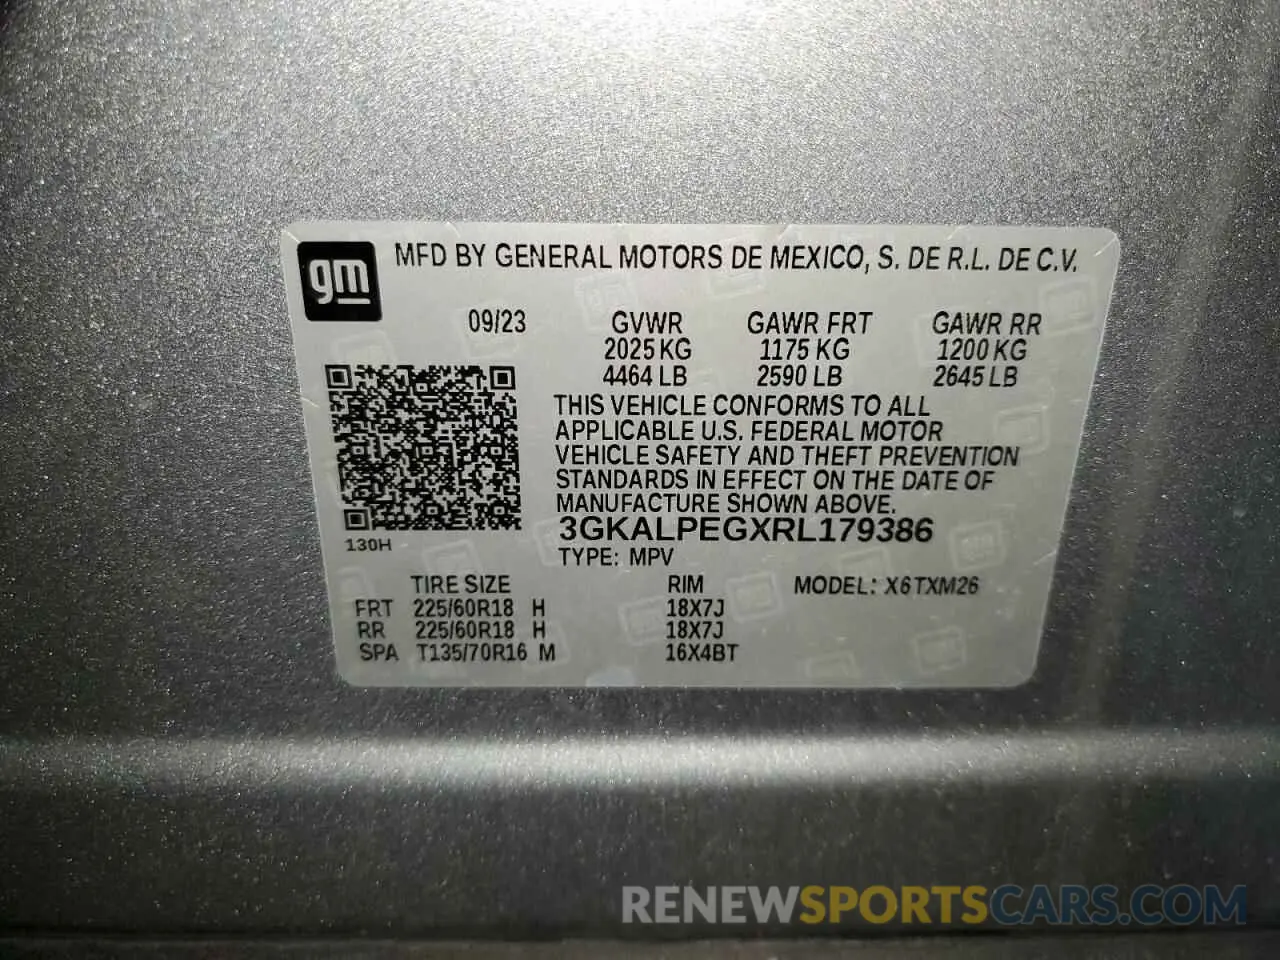 gm
MFD BY GENERAL MOTORS DE MEXICO, S. DE R.L. DE C.V.
09/23 GVWR GAWR FRT GAWR RR
2025 KG 1175 KG 1200 KG
4464 LB 2590 LB 2645 LB
THIS VEHICLE CONFORMS TO ALL
APPLICABLE U.S. FEDERAL MOTOR
VEHICLE SAFETY AND THEFT PREVENTION
STANDARDS IN EFFECT ON THE DATE OF
MANUFACTURE SHOWN ABOVE.
3GKALPEGXRL179386
130H
TYPE: MPV
TIRE SIZE RIM MODEL: X6TXM26
FRT 225/60R18 H 18X7J
RR 225/60R18 H 18X7J
SPA T135/70R16 M 16X4BT
RENEWSPORTSCARS.COM